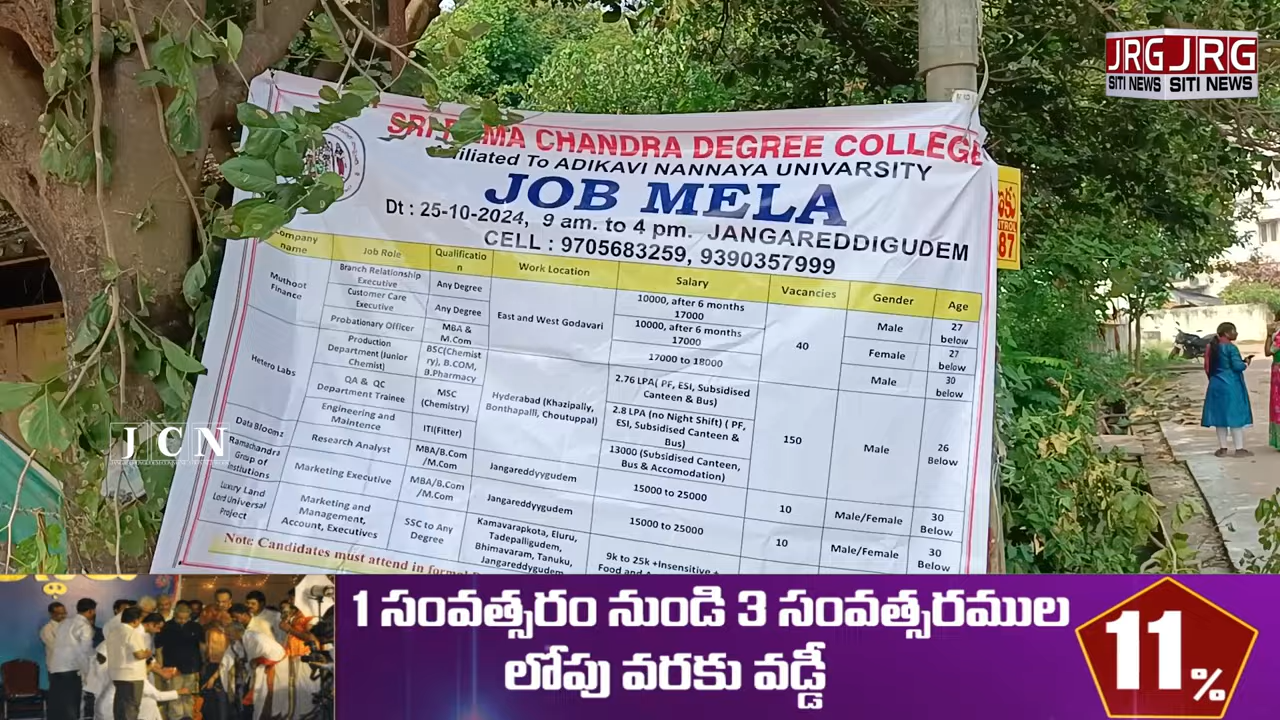 JRG JRG
SITI NEWS SITI NEWS
CHANDRA DEGREE COLLEGE
Affiliated To ADIKAVI NANNAYA UNIVARSITY
JOB MELA
Dt : 25-10-2024, 9 am. to 4 pm. JANGAREDDIGUDEM
CELL : 9705683259, 9390357999
87
Company name Job Role Qualification Work Location Salary Vacancies Gender Age
Muthoot Finance
Branch Relationship Executive Any Degree East and West Godavari 10000, after 6 months 17000 40 Male 27 below
Customer Care Executive Any Degree 10000, after 6 months 17000 Female 27 below
Probationary Officer MBA & M.Com 17000 to 18000 Male 30 below
Hetero Labs
Production Department (Junior Chemist) BSC(Chemistry), B.COM, B.Pharmacy Hyderabad (Khazipally, Bonthapalli, Choutuppal) 2.76 LPA( PF, ESI, Subsidised Canteen & Bus) 150 Male 26 Below
QA & QC Department Trainee MSC (Chemistry) 2.8 LPA (no Night Shift) ( PF, ESI, Subsidised Canteen & Bus)
Engineering and Maintence ITI(Fitter) 13000 (Subsidised Canteen, Bus & Accomodation)
Data Bloomz Research Analyst MBA/B.Com /M.Com Jangareddyygudem 15000 to 25000 10 Male/Female 30 Below
Ramachandra Group of Instiutions Marketing Executive MBA/B.Com /M.Com Jangareddyygudem 15000 to 25000 10 Male/Female 30 Below
Luxury Land Lord Universal Project Marketing and Management, Account, Executives SSC to Any Degree Kamavarapkota, Eluru, Tadepalligudem, Bhimavaram, Tanuku, Jangareddygudem 9k to 25k +Insensitive + Food and
Note: Candidates must attend in formal
JCN
1 సంవత్సరం నుండి 3 సంవత్సరముల
లోపు వరకు వడ్డీ
11%